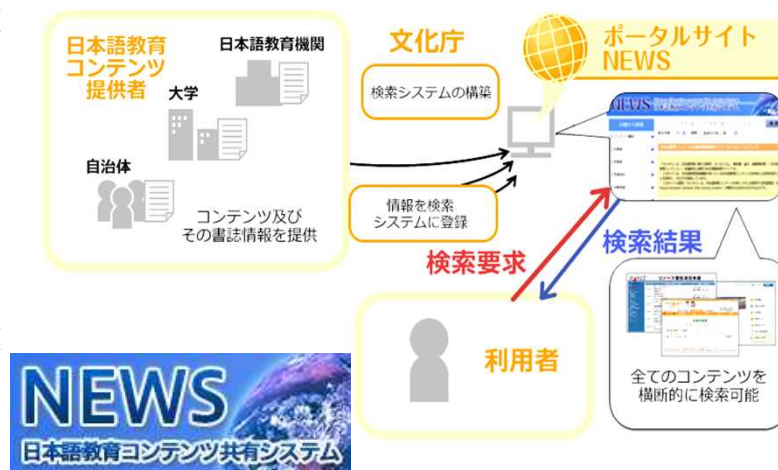 日本語教育
コンテンツ
提供者
日本語教育機関
大学
自治体
コンテンツ及び
その書誌情報を提供
文化庁
検索システムの構築
情報を検索
システムに登録
ポータルサイト
NEWS
NEWS
検索要求
検索結果
利用者
全てのコンテンツを
横断的に検索可能
NEWS
日本語教育コンテンツ共有システム